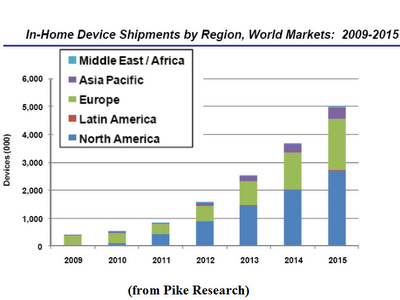 In-Home Device Shipments by Region, World Markets: 2009-2015
Middle East / Africa
Asia Pacific
Europe
Latin America
North America
Devices (000)
6,000
5,000
4,000
3,000
2,000
1,000
0
2009 2010 2011 2012 2013 2014 2015
(from Pike Research)